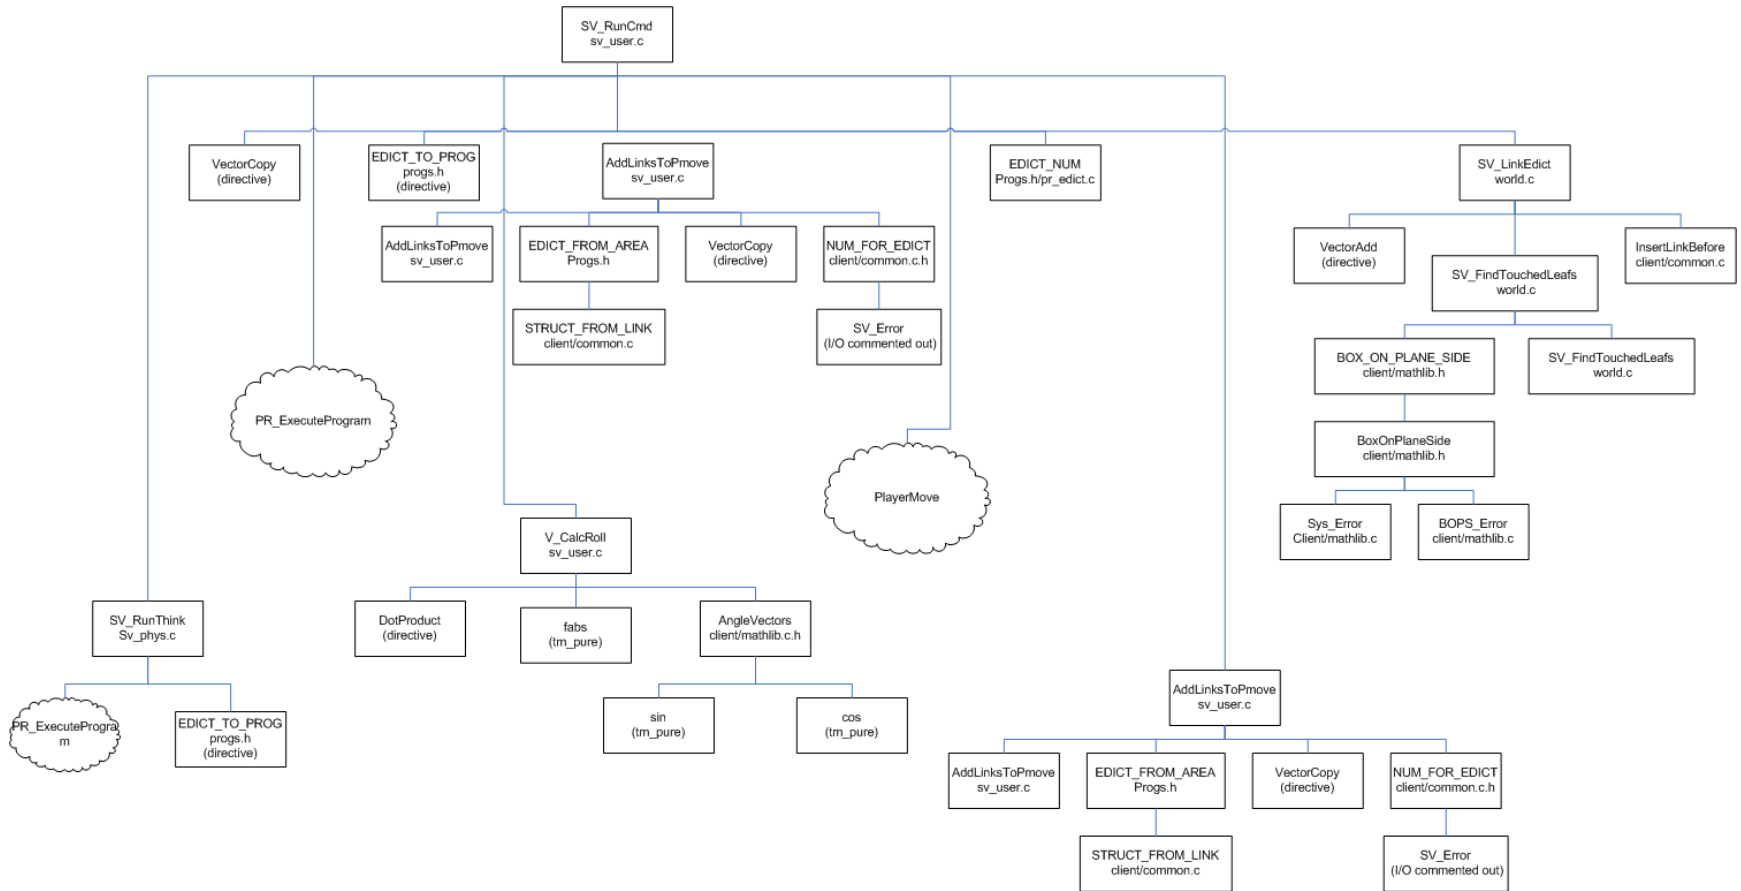 SV_RunCmd
sv_user.c
VectorCopy
(directive)
EDICT_TO_PROG
progs.h
(directive)
AddLinksToPmove
sv_user.c
EDICT_NUM
Progs.h/pr_edict.c
SV_LinkEdict
world.c
AddLinksToPmove
sv_user.c
EDICT_FROM_AREA
Progs.h
VectorCopy
(directive)
NUM_FOR_EDICT
client/common.c.h
VectorAdd
(directive)
SV_FindTouchedLeafs
world.c
InsertLinkBefore
client/common.c
STRUCT_FROM_LINK
client/common.c
SV_Error
(I/O commented out)
BOX_ON_PLANE_SIDE
client/mathlib.h
SV_FindTouchedLeafs
world.c
PR_ExecuteProgram
BoxOnPlaneSide
client/mathlib.h
PlayerMove
Sys_Error
Client/mathlib.c
BOPS_Error
client/mathlib.c
V_CalcRoll
sv_user.c
SV_RunThink
Sv_phys.c
DotProduct
(directive)
fabs
(tm_pure)
AngleVectors
client/mathlib.c.h
PR_ExecuteProgra
m
EDICT_TO_PROG
progs.h
(directive)
sin
(tm_pure)
cos
(tm_pure)
AddLinksToPmove
sv_user.c
AddLinksToPmove
sv_user.c
EDICT_FROM_AREA
Progs.h
VectorCopy
(directive)
NUM_FOR_EDICT
client/common.c.h
STRUCT_FROM_LINK
client/common.c
SV_Error
(I/O commented out)